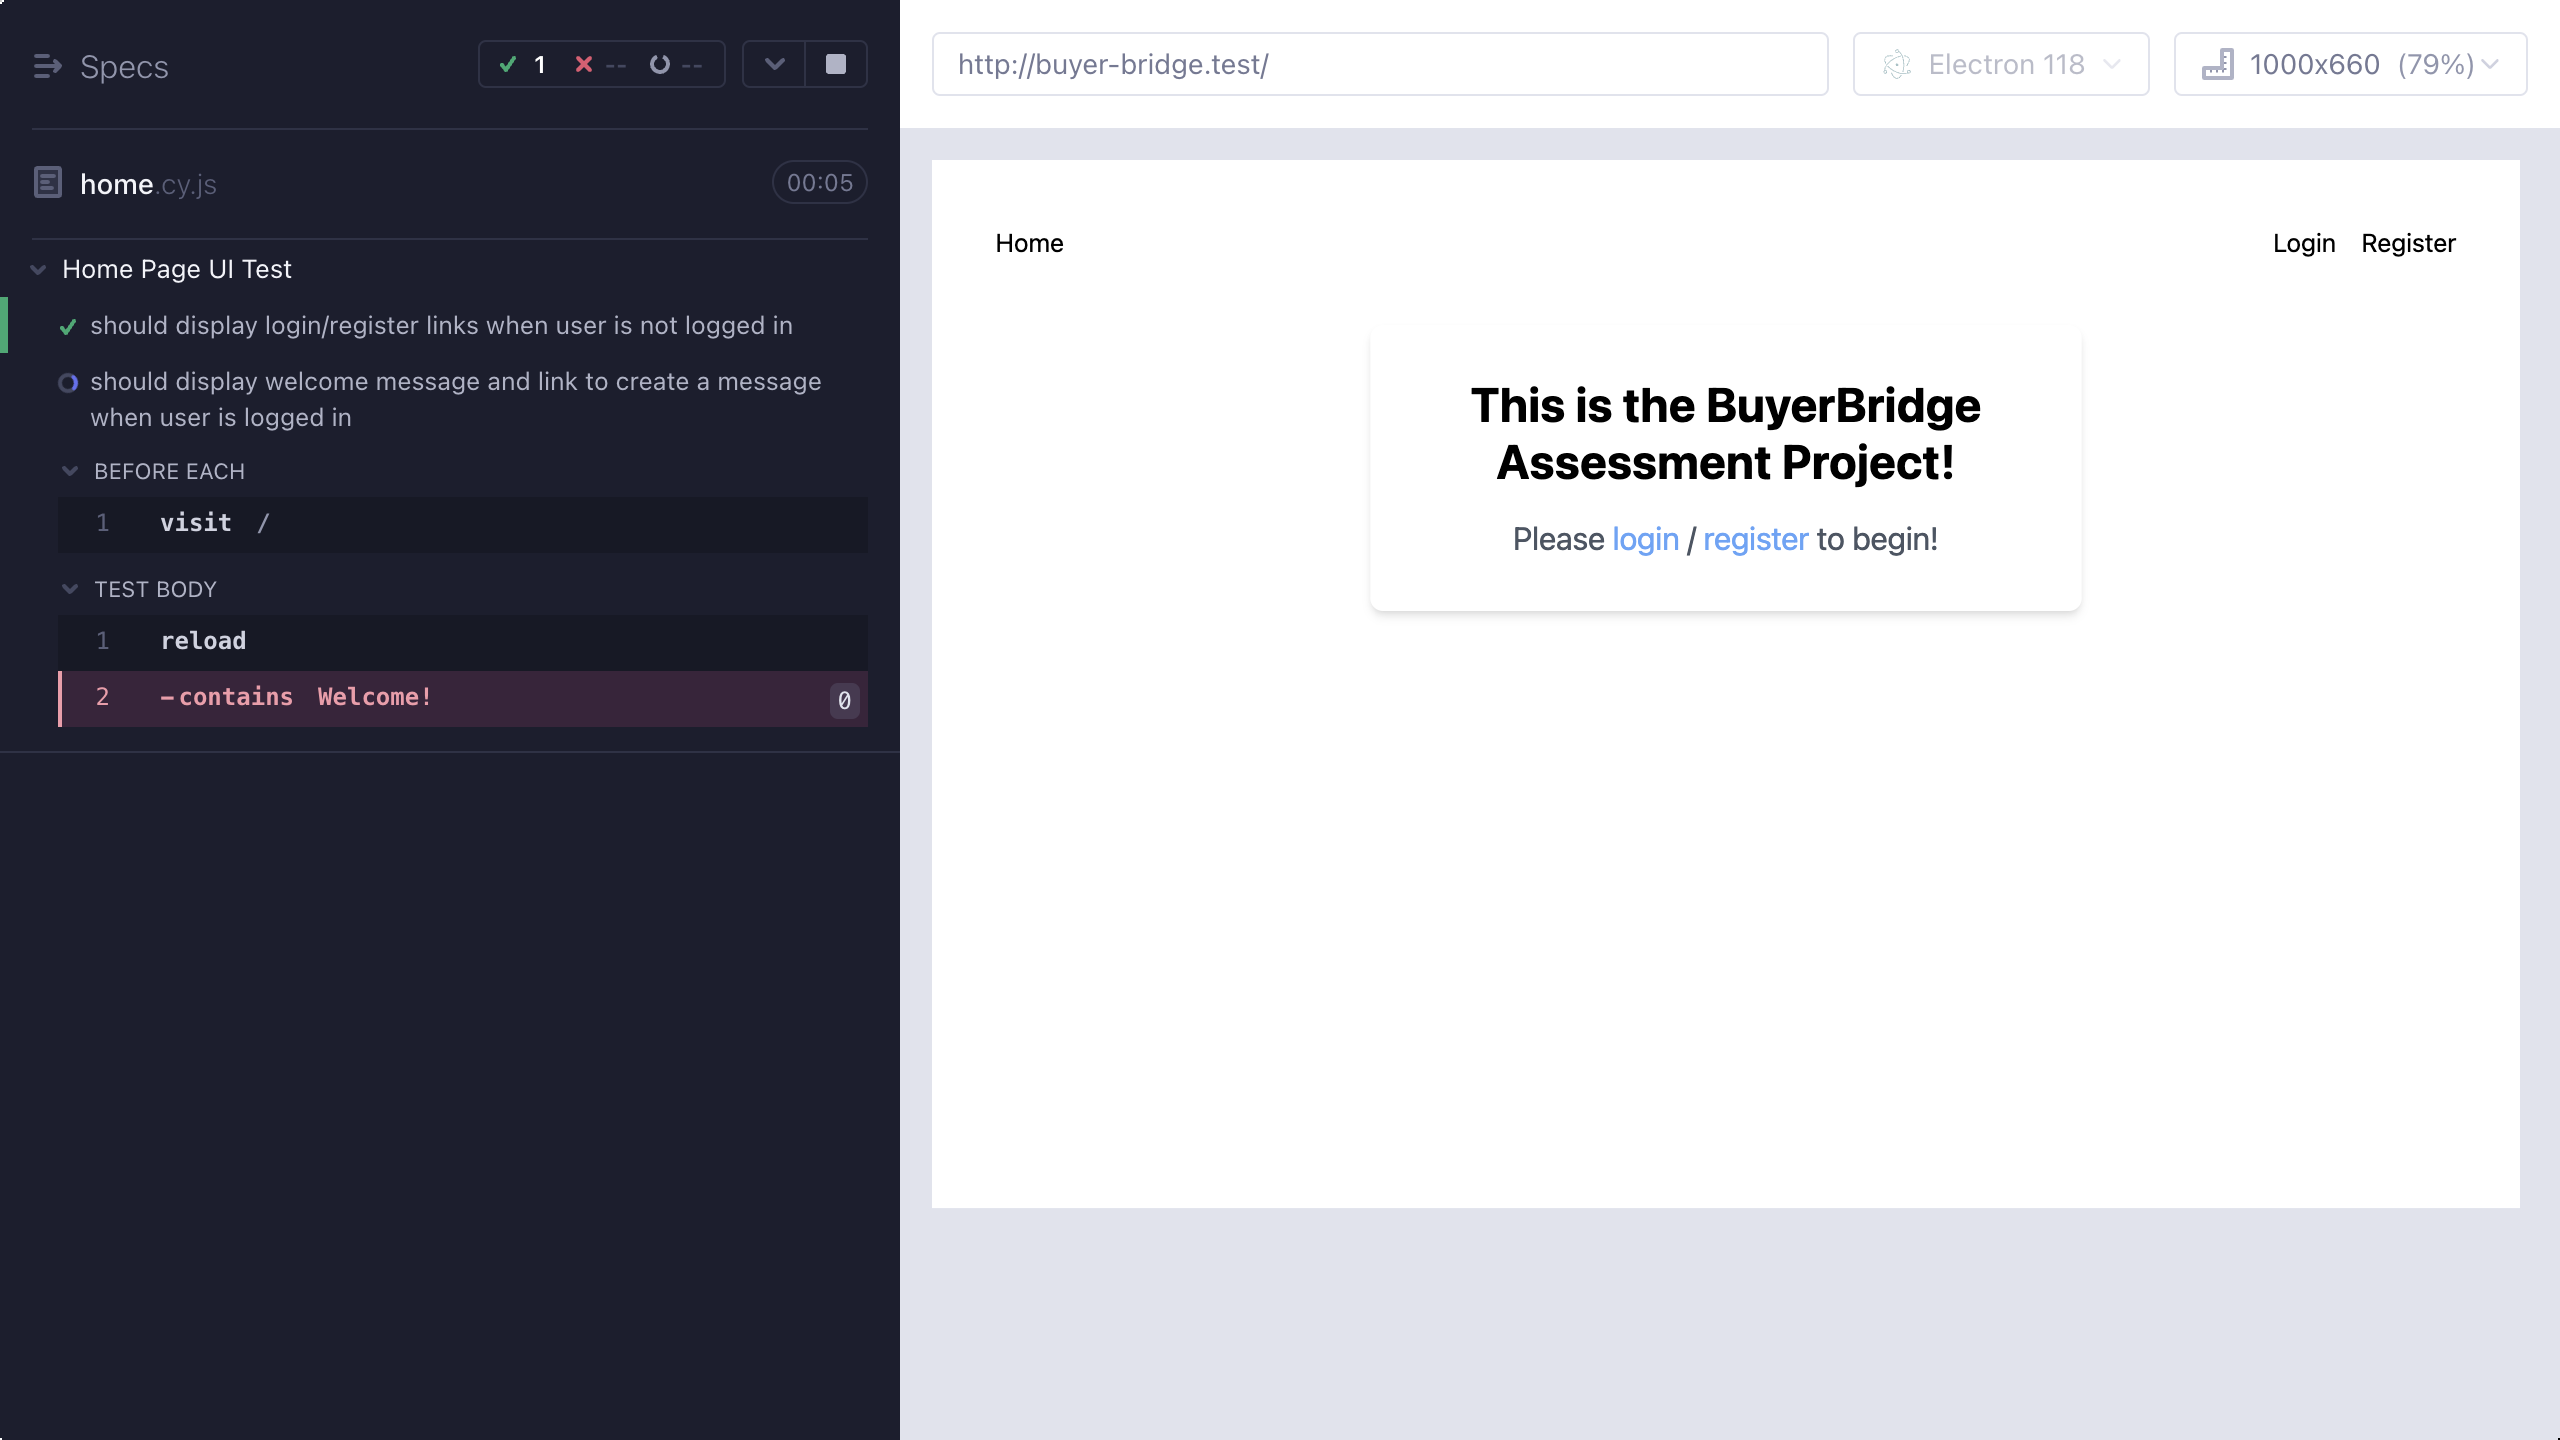 Specs
1 -- --
home.cy.js 00:05
Home Page UI Test
should display login/register links when user is not logged in
should display welcome message and link to create a message
when user is logged in
BEFORE EACH
1 visit /
TEST BODY
1 reload
2 -contains Welcome! 0
http://buyer-bridge.test/ Electron 118 1000x660 (79%)
Home Login Register
This is the BuyerBridge
Assessment Project!
Please login / register to begin!